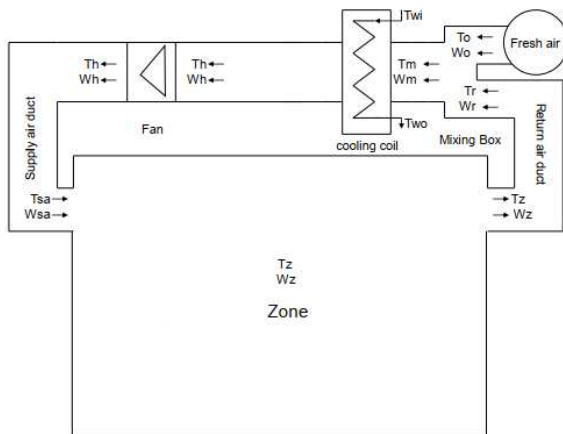 Twi
To
Wo
Fresh air
Th
Wh
Th
Wh
Tm
Wm
Tr
Wr
Supply air duct
Fan
Two
cooling coil
Mixing Box
Return air duct
Tsa
Wsa
Tz
Wz
Tz
Wz
Zone